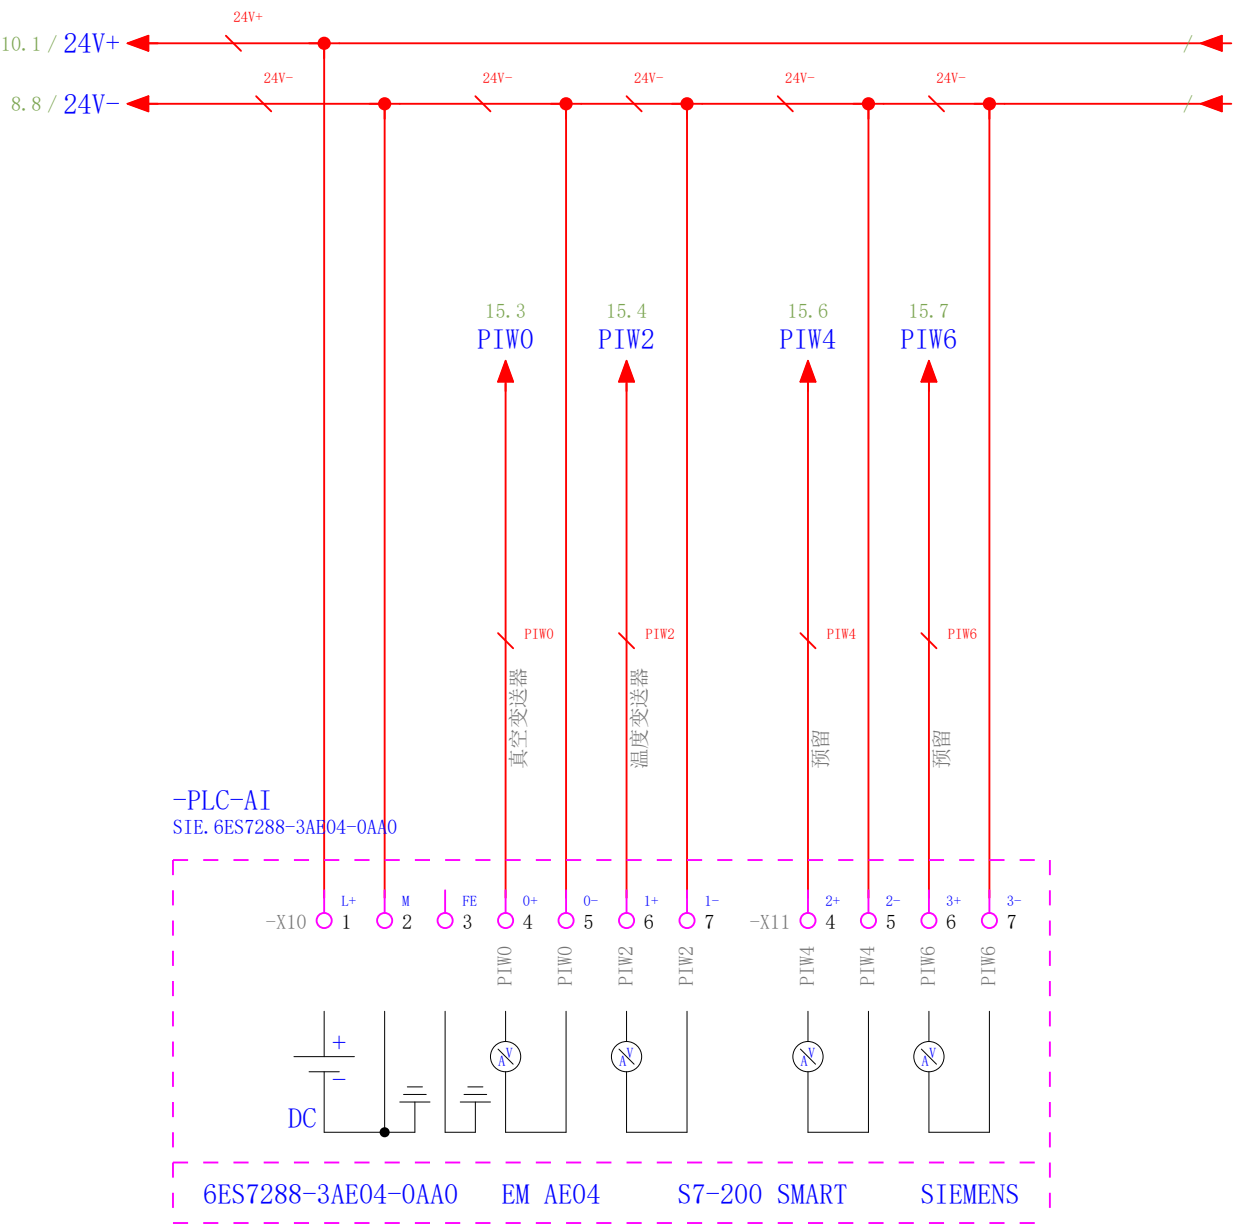 24V+
10.1 / 24V+ /
24V- 24V- 24V- 24V- 24V-
8.8 / 24V- /
15.3 15.4 15.6 15.7
PIW0 PIW2 PIW4 PIW6
PIW0 PIW2 PIW4 PIW6
真空变送器
温度变送器
预留
预留
-PLC-AI
SIE.6ES7288-3AE04-0AA0
L+ M FE 0+ 0- 1+ 1- 2+ 2- 3+ 3-
-X10 1 2 3 4 5 6 7 -X11 4 5 6 7
PIW0 PIW0 PIW2 PIW2 PIW4 PIW4 PIW6 PIW6
+
A V A V A V A V
-
DC
6ES7288-3AE04-0AA0 EM AE04 S7-200 SMART SIEMENS